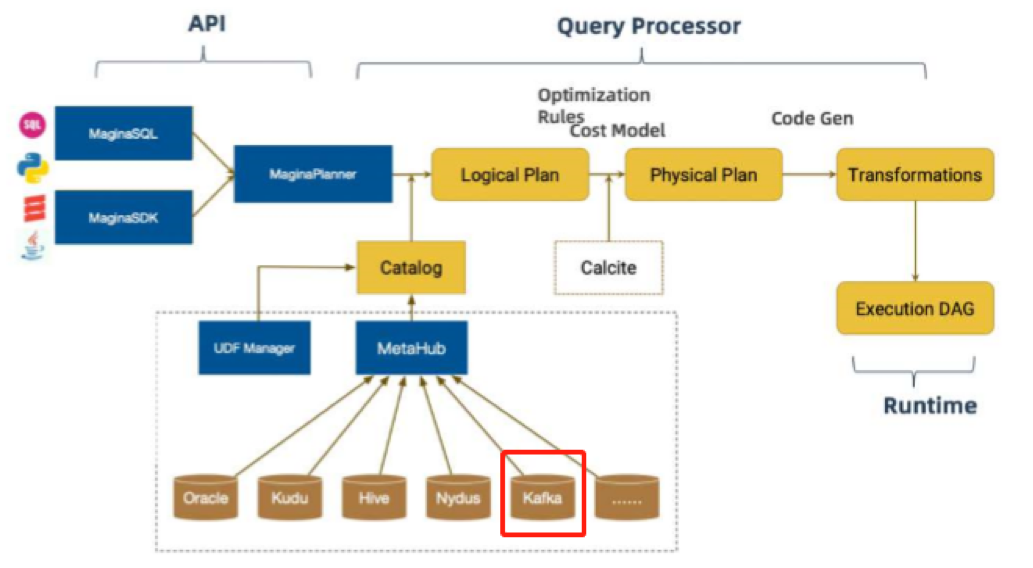 API
Query Processor
Optimization
Rules
Cost Model
Code Gen
SQL
MaginaSQL
MaginaPlanner
Logical Plan
Physical Plan
Transformations
MaginaSDK
Catalog
Calcite
Execution DAG
UDF Manager
MetaHub
Runtime
Oracle
Kudu
Hive
Nydus
Kafka
......